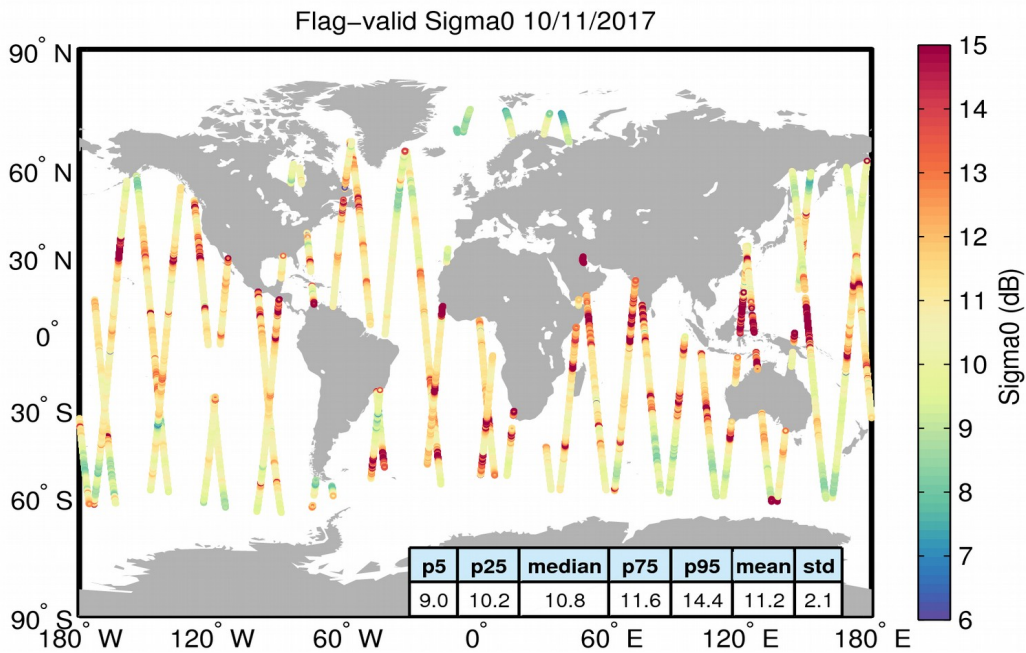 Flag−valid Sigma0 10/11/2017
90° N
60° N
30° N
0°
30° S
60° S
90° S
180° W
120° W
60° W
0°
60° E
120° E
180° E
p5 p25 median p75 p95 mean std
9.0 10.2 10.8 11.6 14.4 11.2 2.1
15
14
13
12
11
10
9
8
7
6
Sigma0 (dB)